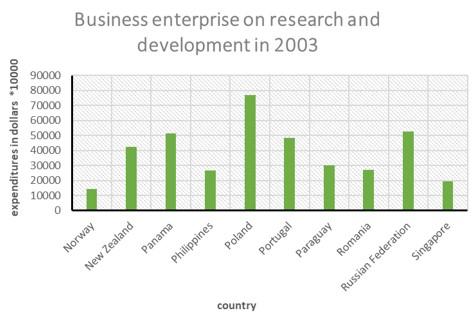 Business enterprise on research and
development in 2003
expenditures in dollars *10000
90000
80000
70000
60000
50000
40000
30000
20000
10000
0
Norway
New Zealand
Panama
Philippines
Poland
Portugal
Paraguay
Romania
Russian Federation
Singapore
country